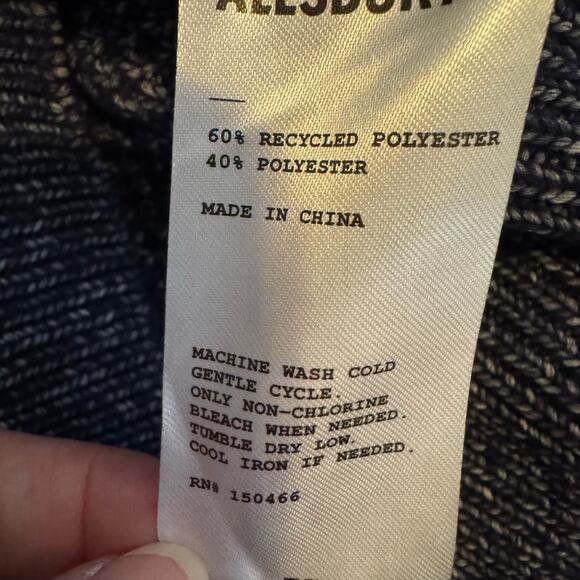 ALLSBURY
60% RECYCLED POLYESTER
40% POLYESTER
MADE IN CHINA
MACHINE WASH COLD
GENTLE CYCLE.
ONLY NON-CHLORINE
BLEACH WHEN NEEDED.
TUMBLE DRY LOW.
COOL IRON IF NEEDED.
RN# 150466